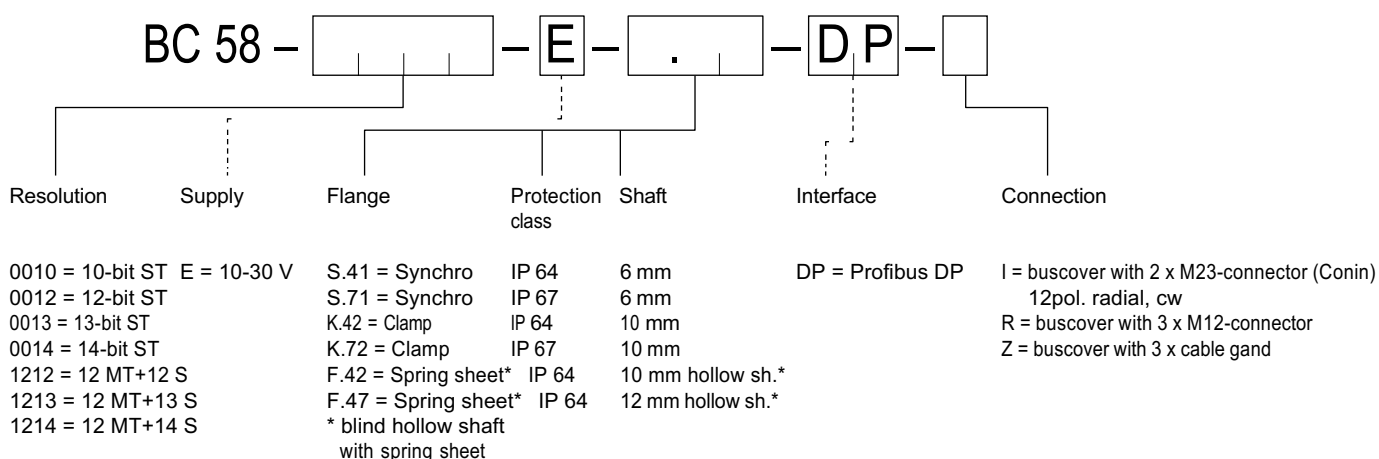 BC 58 – – E – . – D P –
Resolution Supply Flange Protection class Shaft Interface Connection
0010 = 10-bit ST E = 10-30 V S.41 = Synchro IP 64 6 mm DP = Profibus DP I = buscover with 2 x M23-connector (Conin)
0012 = 12-bit ST S.71 = Synchro IP 67 6 mm 12pol. radial, cw
0013 = 13-bit ST K.42 = Clamp IP 64 10 mm R = buscover with 3 x M12-connector
0014 = 14-bit ST K.72 = Clamp IP 67 10 mm Z = buscover with 3 x cable gand
1212 = 12 MT+12 S F.42 = Spring sheet* IP 64 10 mm hollow sh.*
1213 = 12 MT+13 S F.47 = Spring sheet* IP 64 12 mm hollow sh.*
1214 = 12 MT+14 S * blind hollow shaft
with spring sheet